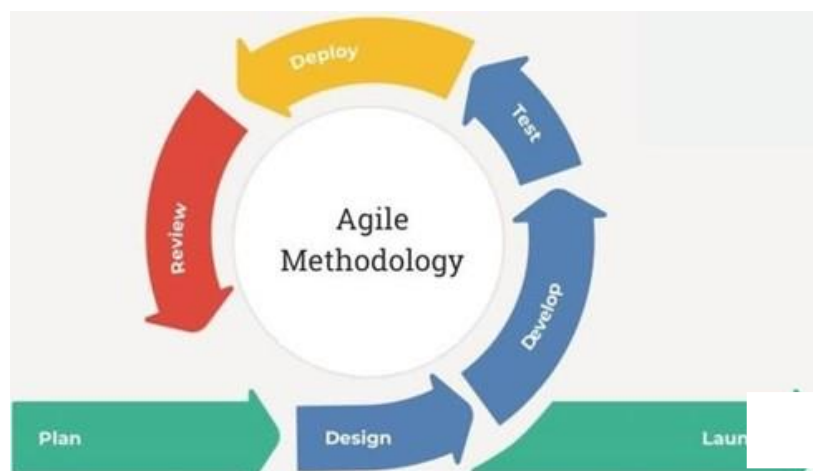 Deploy
Test
Review
Agile
Methodology
Develop
Plan
Design